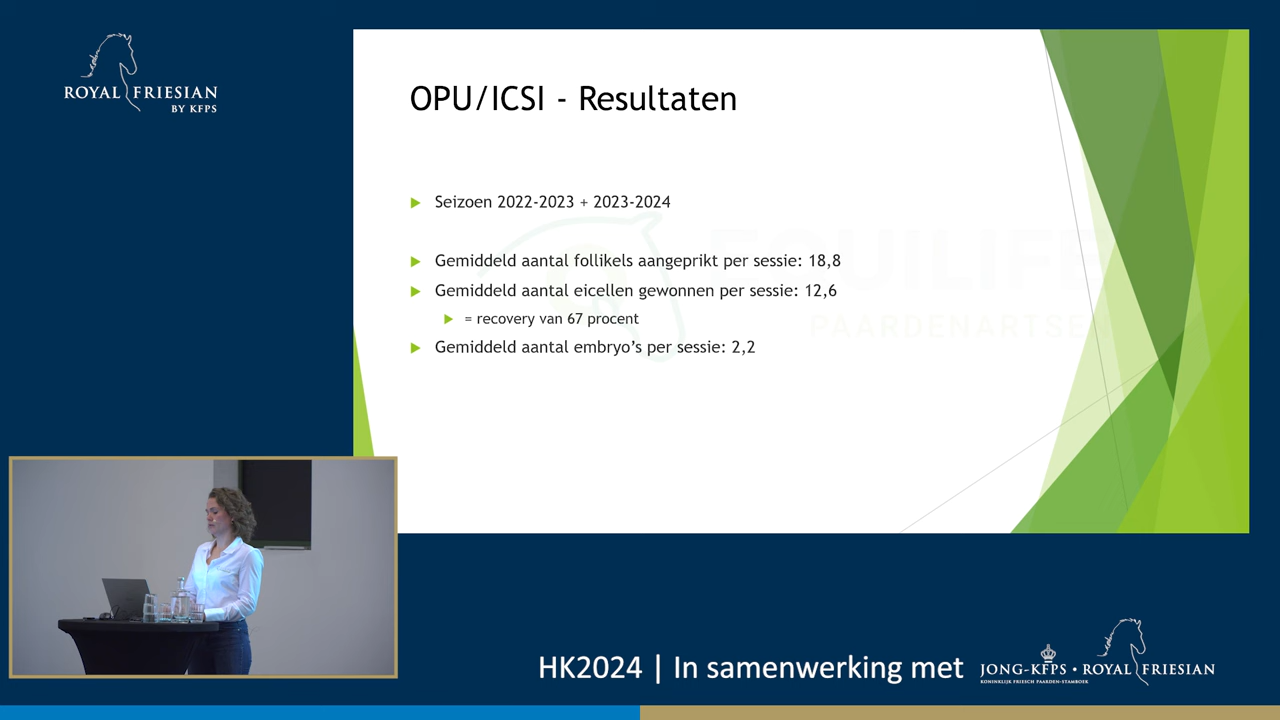 ROYAL FRIESIAN
BY KFPS
OPU/ICSI - Resultaten
Seizoen 2022-2023 + 2023-2024
Gemiddeld aantal follikels aangeprikt per sessie: 18,8
Gemiddeld aantal eicellen gewonnen per sessie: 12,6
= recovery van 67 procent
Gemiddeld aantal embryo's per sessie: 2,2
EQUILIFE
PAARDENARTSEN
HK2024 | In samenwerking met
JONG-KFPS • ROYAL FRIESIAN
KONINKLIJK FRIESCH PAARDEN-STAMBOEK